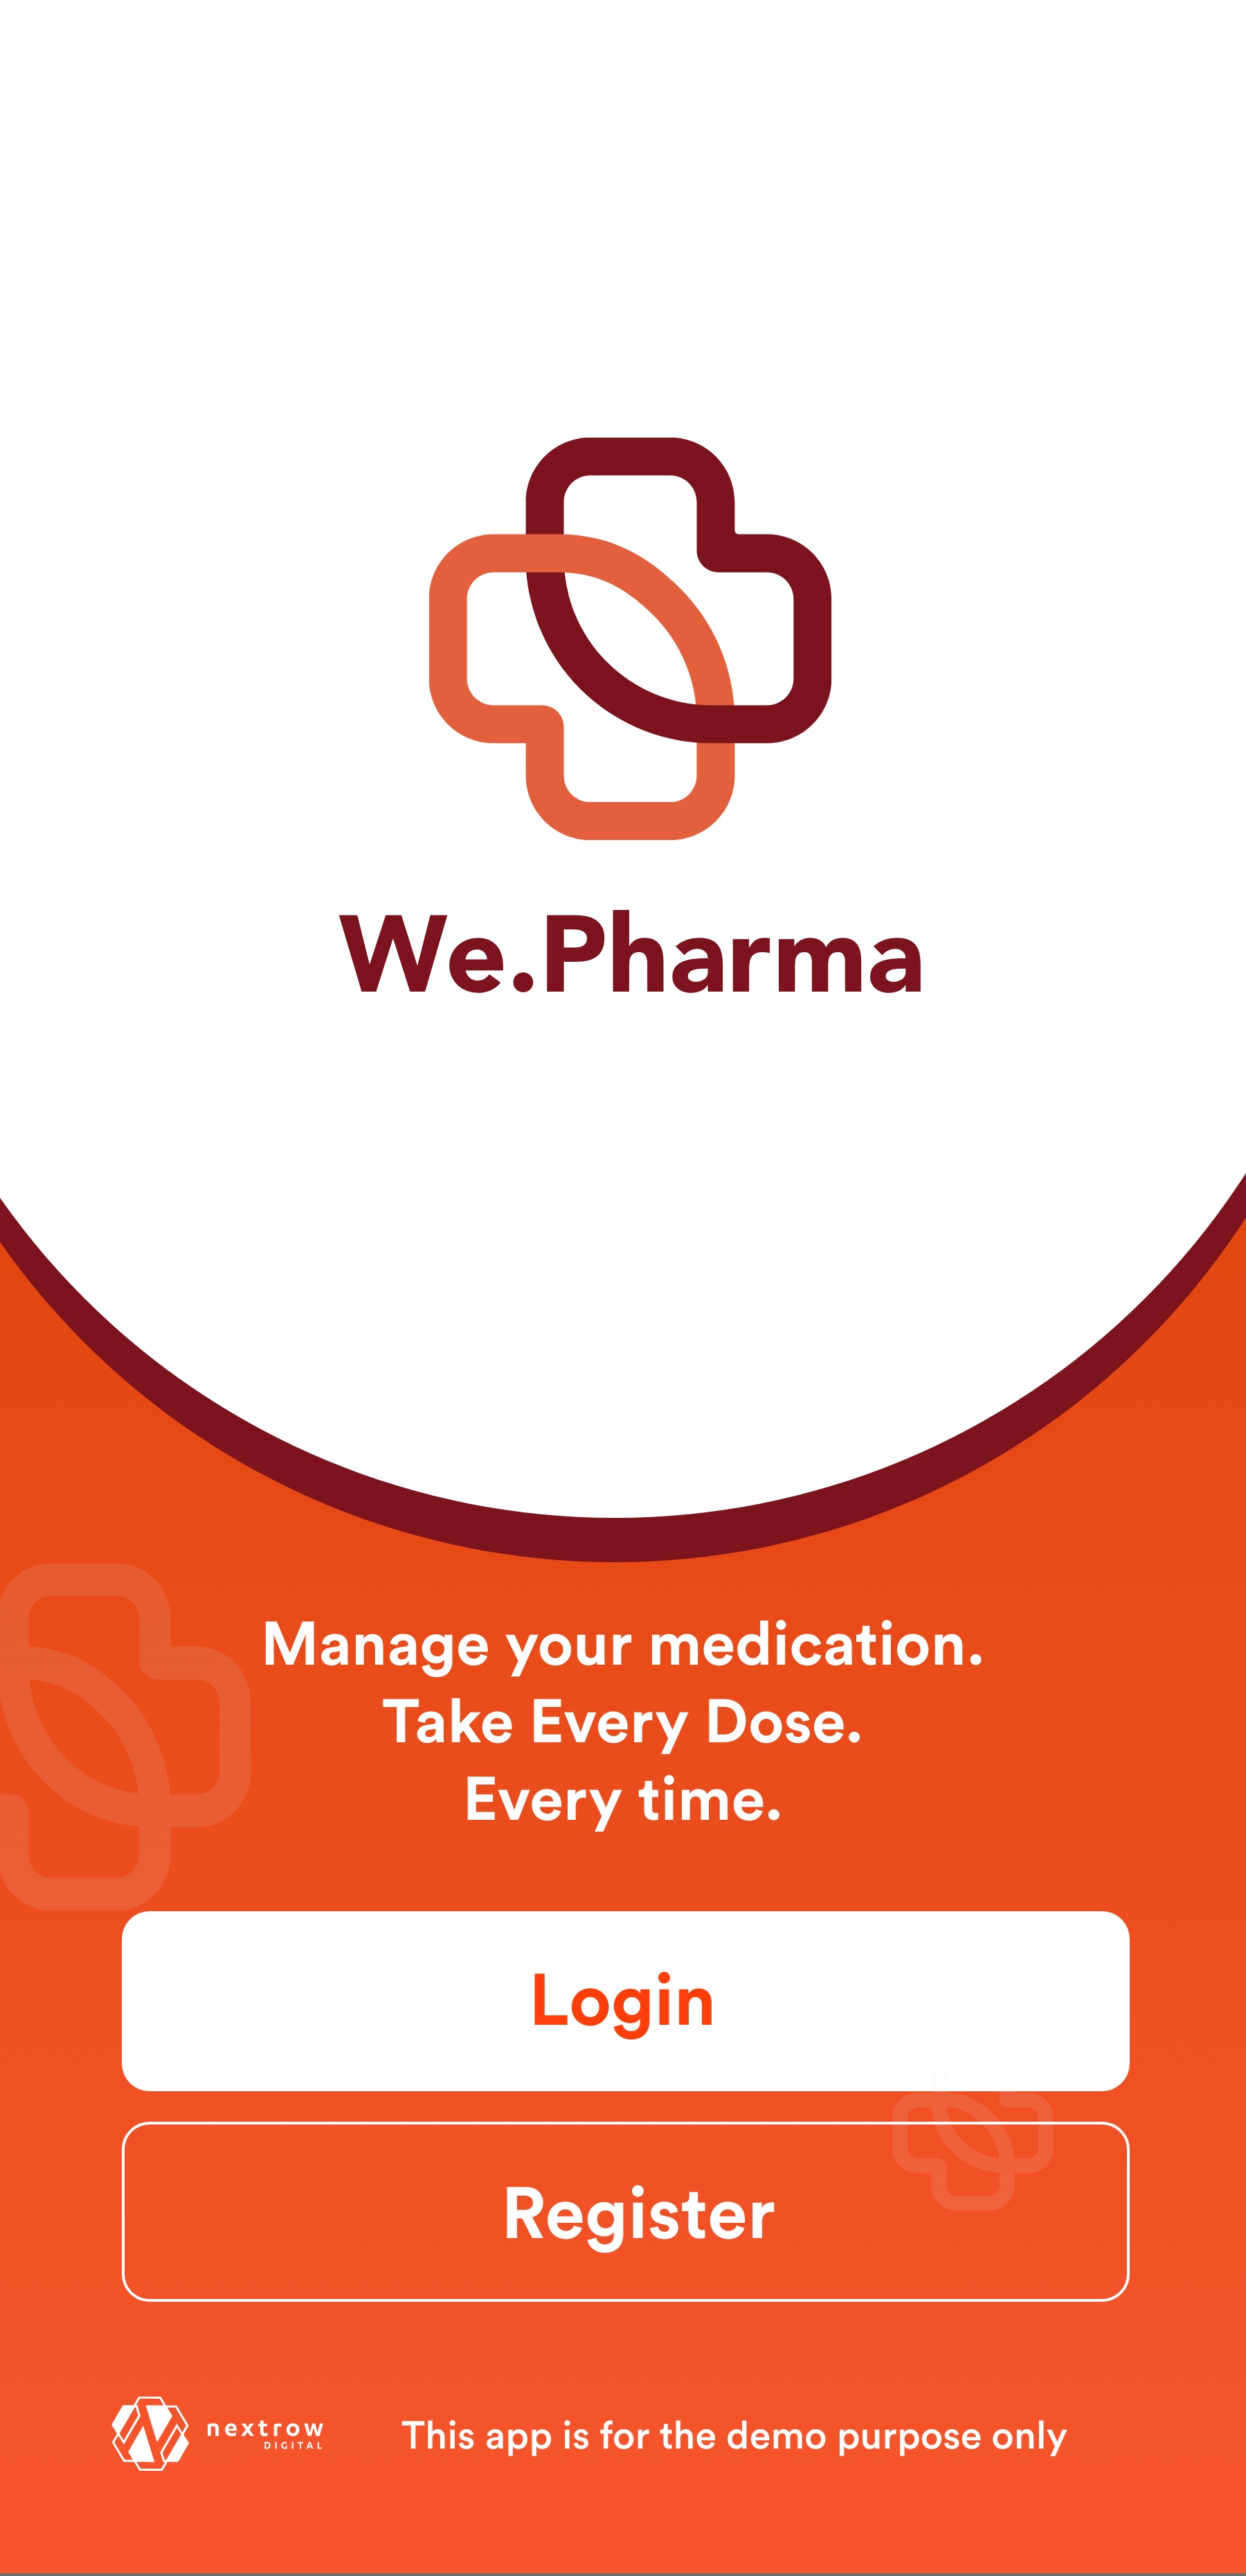 We.Pharma
Manage your medication.
Take Every Dose.
Every time.
Login
Register
nextrow
DIGITAL
This app is for the demo purpose only